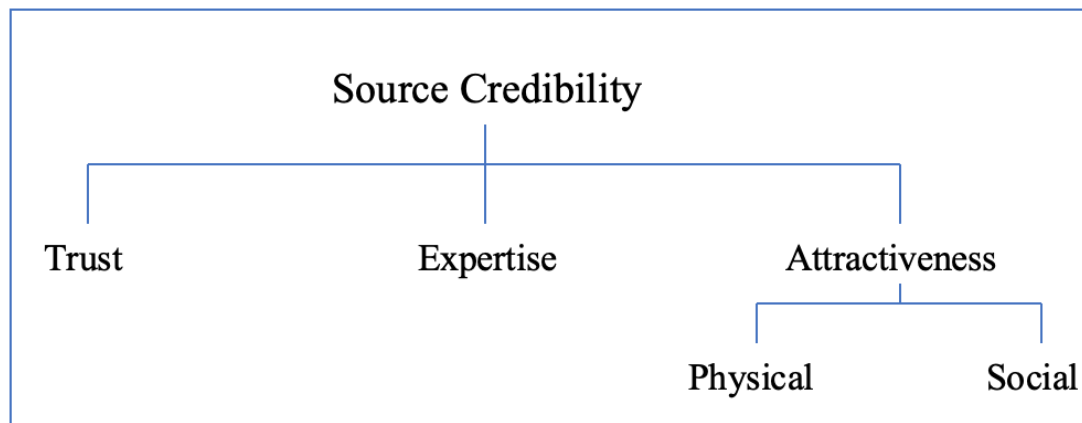 Source Credibility
Trust Expertise Attractiveness
Physical Social